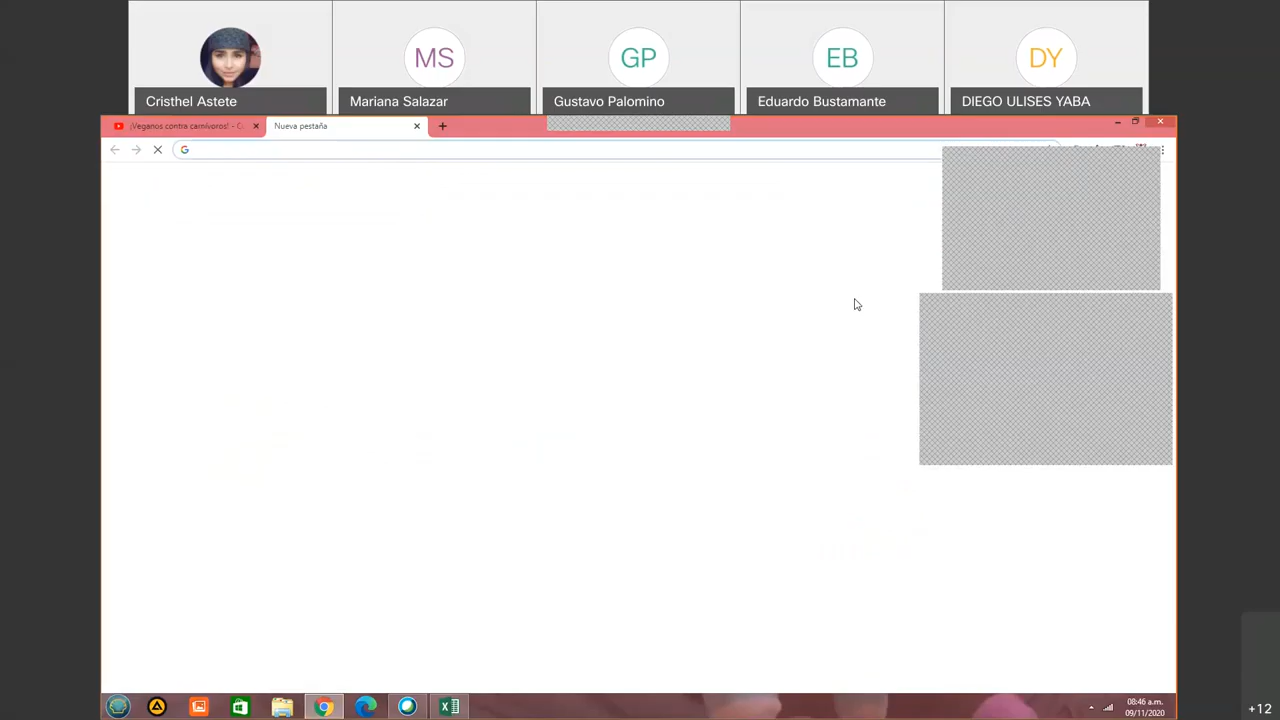 MS
GP
EB
DY
Cristhel Astete
Mariana Salazar
Gustavo Palomino
Eduardo Bustamante
DIEGO ULISES YABA
¡Veganos contra carnívoros! -
Nueva pestaña
08:46 a.m.
09/11/2020
+12